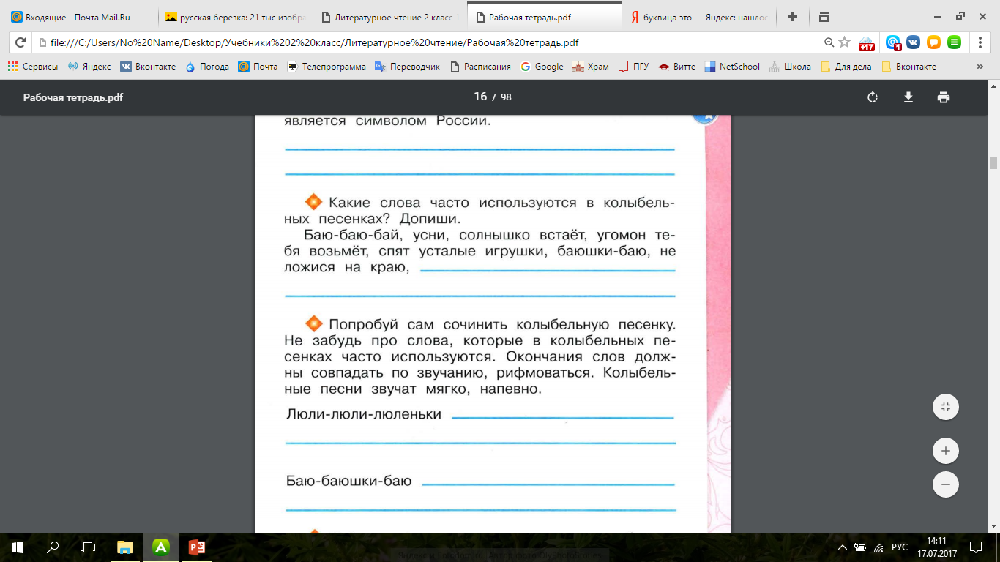 Входящие - Почта Mail.Ru
русская берёзка: 21 тыс изобра
Литературное чтение 2 класс 1
Рабочая тетрадь.pdf
буквица это — Яндекс: нашлос
file:///C:/Users/No%20Name/Desktop/Учебники%202%20класс/Литературное%20чтение/Рабочая%20тетрадь.pdf
+17
1
Сервисы Яндекс Вконтакте Погода Почта Телепрограмма Переводчик Расписания Google Храм ПГУ Витте NetSchool Школа Для дела Вконтакте »
Рабочая тетрадь.pdf 16 / 98
является символом России.
Какие слова часто используются в колыбель-
ных песенках? Допиши.
Баю-баю-бай, усни, солнышко встаёт, угомон те-
бя возьмёт, спят усталые игрушки, баюшки-баю, не
ложися на краю,
Попробуй сам сочинить колыбельную песенку.
Не забудь про слова, которые в колыбельных пе-
сенках часто используются. Окончания слов долж-
ны совпадать по звучанию, рифмоваться. Колыбель-
ные песни звучат мягко, напевно.
Люли-люли-люленьки
Баю-баюшки-баю
РУС
14:11
17.07.2017